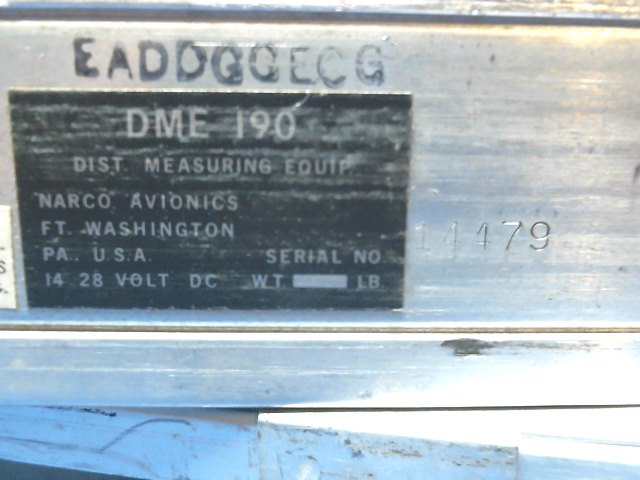 EADDGGECG
DME 190
DIST. MEASURING EQUIP.
NARCO AVIONICS
FT. WASHINGTON
PA., U.S.A. SERIAL NO. 14479
14 28 VOLT DC WT LB.